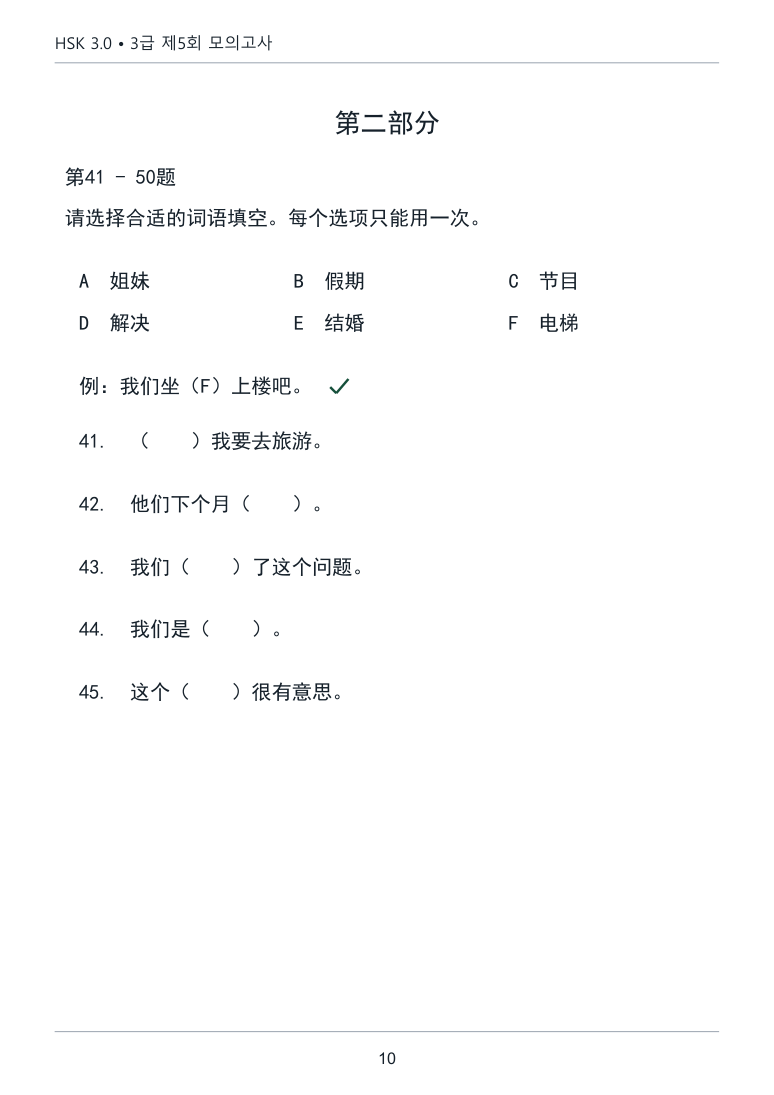 HSK 3.0 • 3급 제5회 모의고사
第二部分
第41 - 50题
请选择合适的词语填空。每个选项只能用一次。
A 姐妹 B 假期 C 节目
D 解决 E 结婚 F 电梯
例：我们坐（F）上楼吧。 ✓
41. （　　）我要去旅游。
42. 他们下个月（　　）。
43. 我们（　　）了这个问题。
44. 我们是（　　）。
45. 这个（　　）很有意思。
10